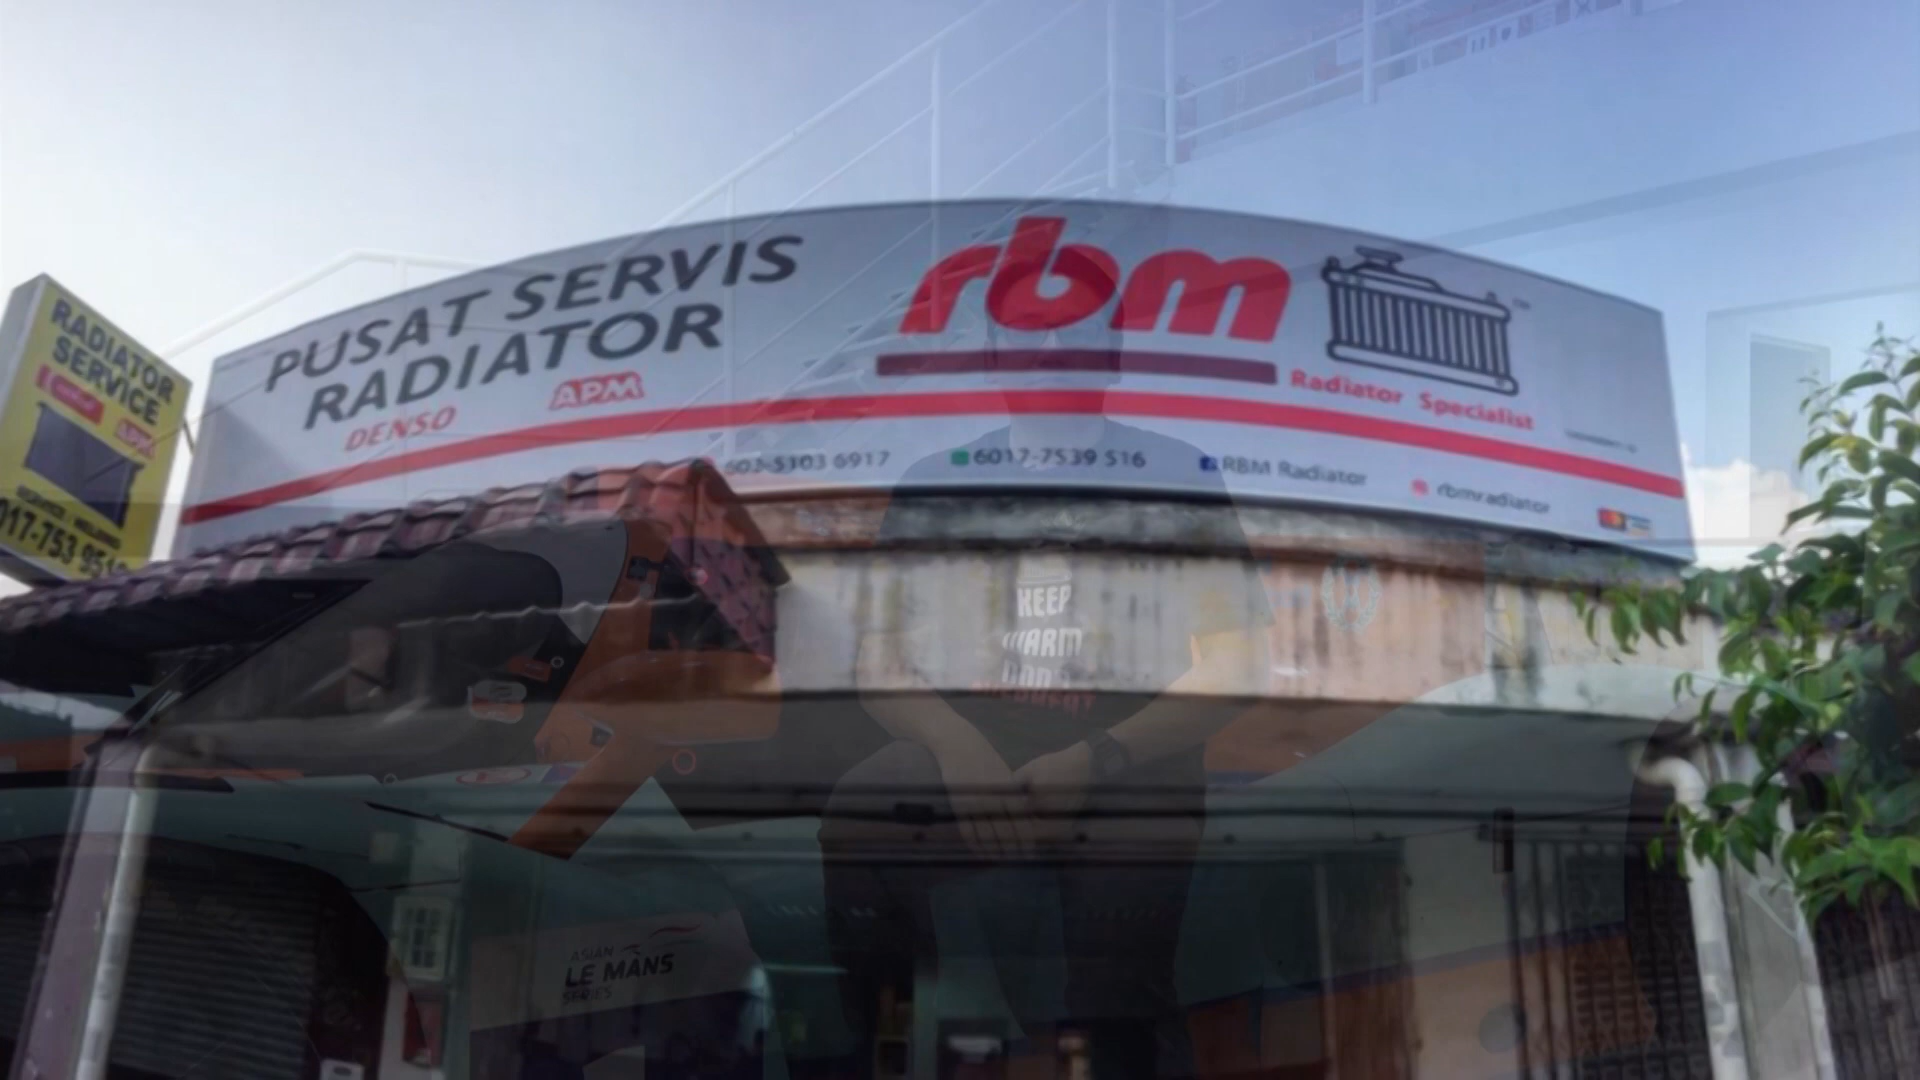 PUSAT SERVIS
RADIATOR
DENSO
APM
rbm
Radiator Specialist
6017-7539 516
RBM Radiator
rbmradiator
RADIATOR
SERVICE
APM
KEEP
WARM
ASIAN
LE MANS
SERIES